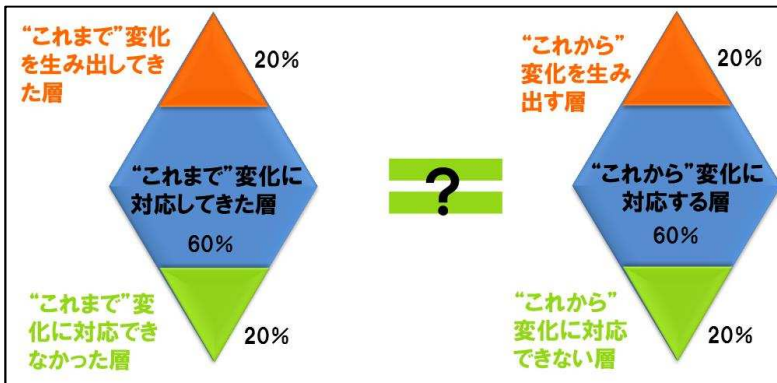 “これまで”変化
を生み出してき
た層
20%
“これまで”変化に
対応してきた層
60%
“これまで”変
化に対応でき
なかった層
20%
?
“これから”
変化を生み
出す層
20%
“これから”変化に
対応する層
60%
“これから”
変化に対応
できない層
20%